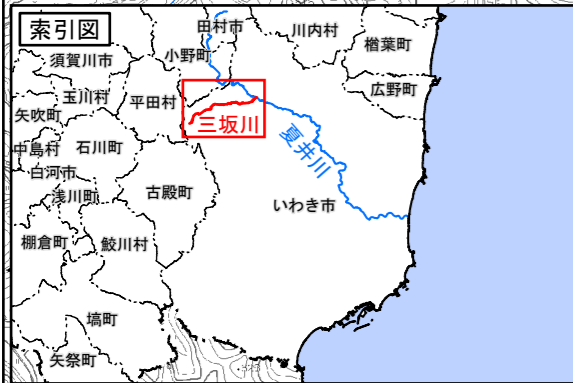 索引図
田村市
川内村
楢葉町
小野町
須賀川市
広野町
玉川村
平田村
矢吹町
三坂川
中島村
石川町
夏井川
白河市
浅川町
古殿町
いわき市
棚倉町
鮫川村
塙町
矢祭町